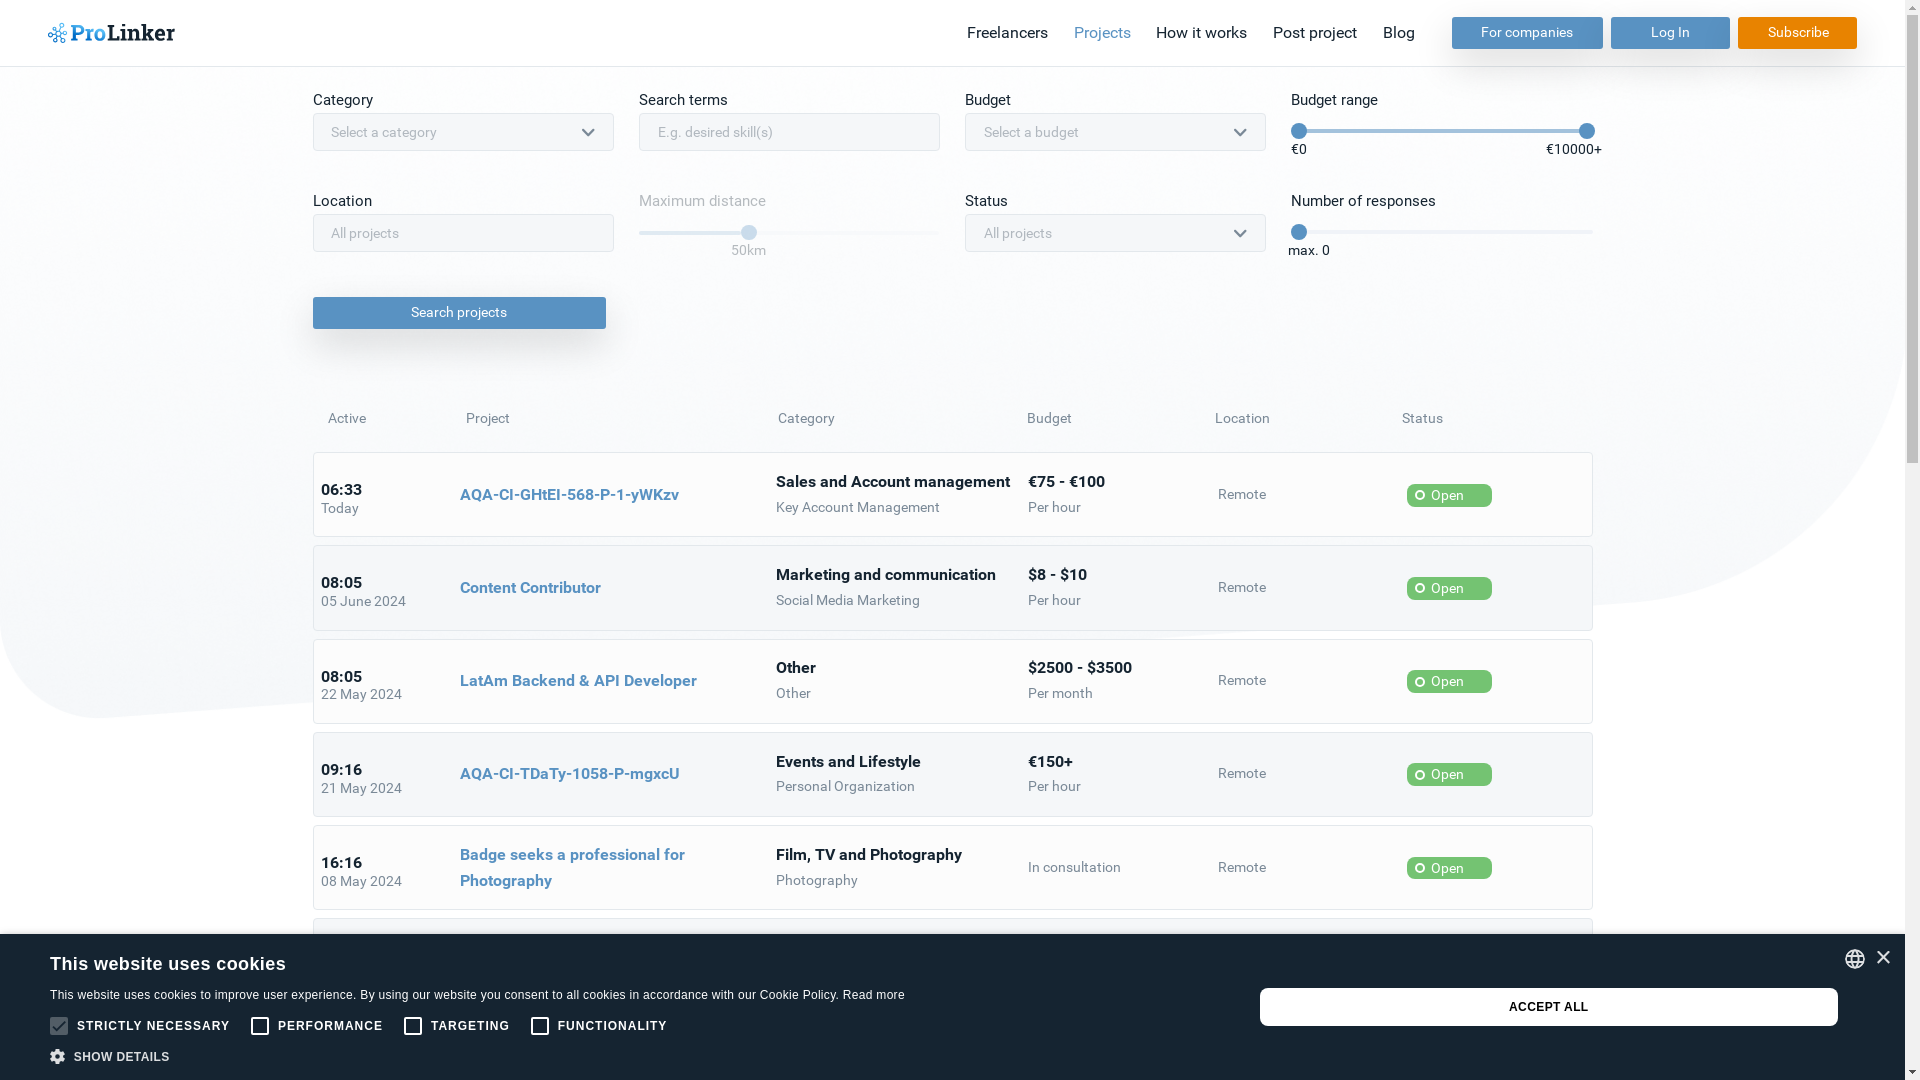 ProLinker
Freelancers Projects How it works Post project Blog For companies Log In Subscribe
Category Search terms Budget Budget range
Select a category E.g. desired skill(s) Select a budget
€0 €10000+
Location Maximum distance Status Number of responses
All projects All projects
50km max. 0
Search projects
Active Project Category Budget Location Status
06:33 AQA-CI-GHtEI-568-P-1-yWKzv Sales and Account management €75 - €100 Remote Open
Today Key Account Management Per hour
08:05 Content Contributor Marketing and communication $8 - $10 Remote Open
05 June 2024 Social Media Marketing Per hour
08:05 LatAm Backend & API Developer Other $2500 - $3500 Remote Open
22 May 2024 Other Per month
09:16 AQA-CI-TDaTy-1058-P-mgxcU Events and Lifestyle €150+ Remote Open
21 May 2024 Personal Organization Per hour
16:16 Badge seeks a professional for Film, TV and Photography In consultation Remote Open
08 May 2024 Photography Photography
This website uses cookies
This website uses cookies to improve user experience. By using our website you consent to all cookies in accordance with our Cookie Policy. Read more
STRICTLY NECESSARY PERFORMANCE TARGETING FUNCTIONALITY
SHOW DETAILS
ACCEPT ALL